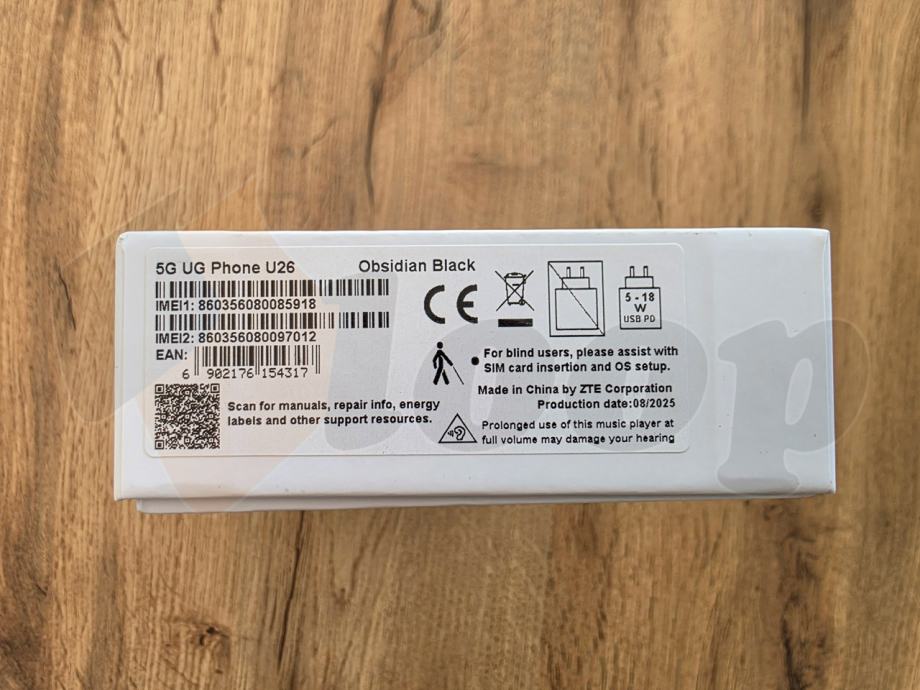 5G UG Phone U26 Obsidian Black
IMEI1: 860356080085918
IMEI2: 860356080097012
EAN:
6 902176 154317
CE
5 - 18
W
USB PD
For blind users, please assist with
SIM card insertion and OS setup.
Made in China by ZTE Corporation
Production date:08/2025
Scan for manuals, repair info, energy
labels and other support resources.
Prolonged use of this music player at
full volume may damage your hearing
loop